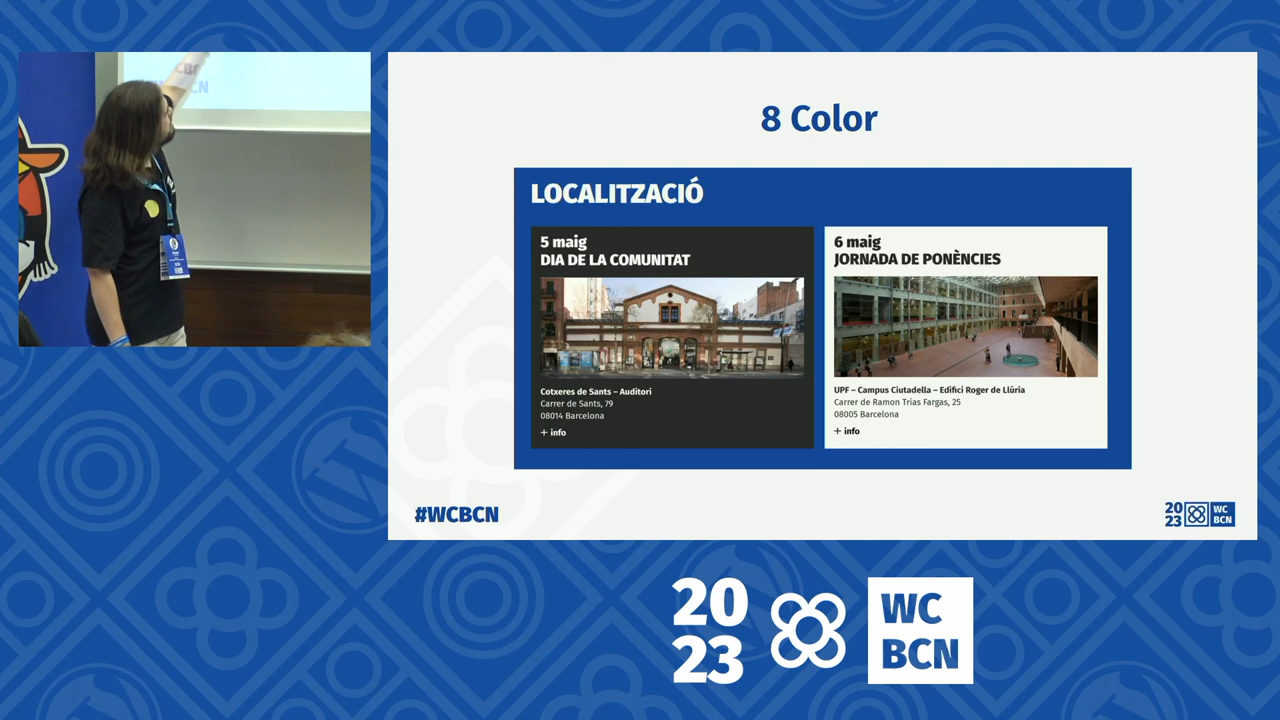 8 Color
LOCALITZACIÓ
5 maig
DIA DE LA COMUNITAT
Cotxeres de Sants – Auditori
Carrer de Sants, 79
08014 Barcelona
+ info
6 maig
JORNADA DE PONÈNCIES
UPF – Campus Ciutadella – Edifici Roger de Llúria
Carrer de Ramon Trias Fargas, 25
08005 Barcelona
+ info
#WCBCN
20
23
WC
BCN
20
23
WC
BCN